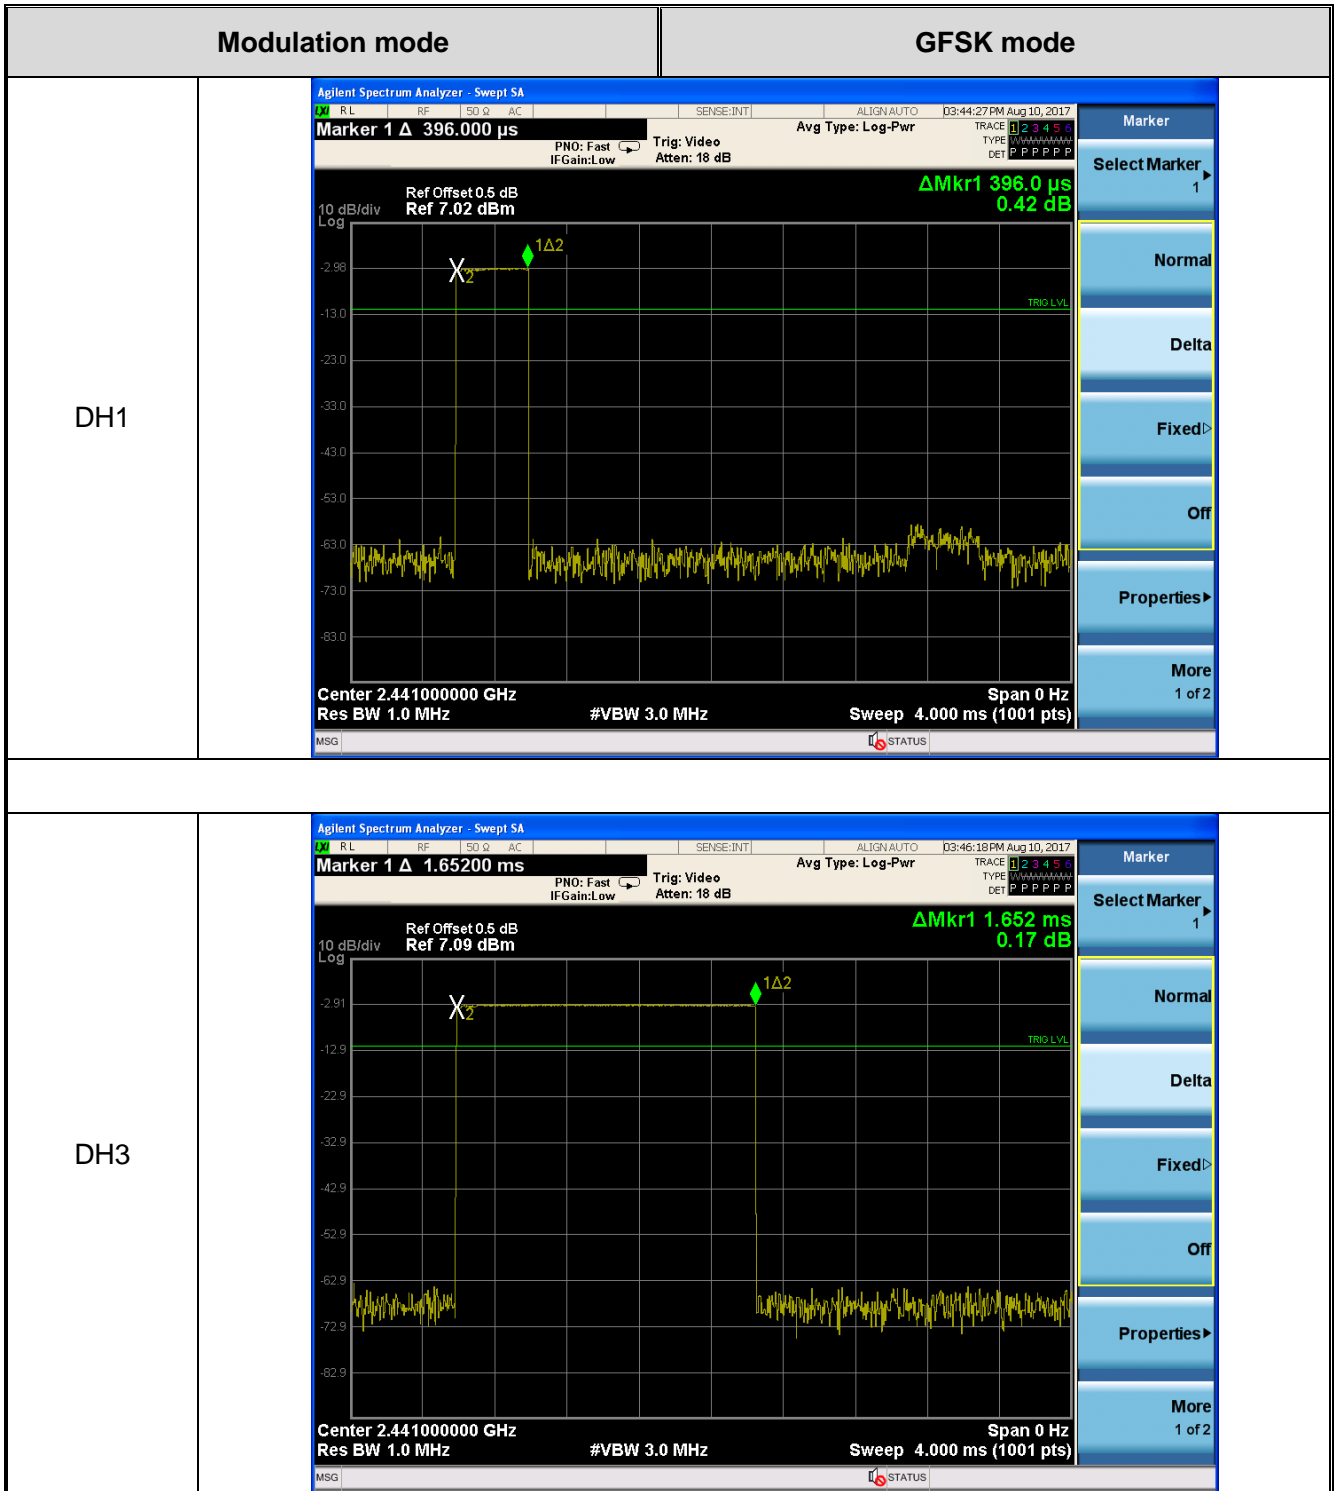 Modulation mode GFSK mode
DH1
Agilent Spectrum Analyzer - Swept SA
LXI RL RF 50 Ω AC SENSE:INT ALIGN AUTO 03:44:27 PM Aug 10, 2017
Marker 1 Δ 396.000 µs
PNO: Fast
IFGain:Low
Trig: Video
Atten: 18 dB
Avg Type: Log-Pwr
TRACE 1 2 3 4 5 6
TYPE
DET P P P P P P
ΔMkr1 396.0 µs
0.42 dB
Ref Offset 0.5 dB
10 dB/div Ref 7.02 dBm
Log
1Δ2
2
TRIG LVL
-2.98
-13.0
-23.0
-33.0
-43.0
-53.0
-63.0
-73.0
-83.0
Center 2.441000000 GHz Span 0 Hz
Res BW 1.0 MHz #VBW 3.0 MHz Sweep 4.000 ms (1001 pts)
MSG STATUS
Marker
Select Marker
1
Normal
Delta
Fixed
Off
Properties
More
1 of 2
DH3
Agilent Spectrum Analyzer - Swept SA
LXI RL RF 50 Ω AC SENSE:INT ALIGN AUTO 03:46:18 PM Aug 10, 2017
Marker 1 Δ 1.65200 ms
PNO: Fast
IFGain:Low
Trig: Video
Atten: 18 dB
Avg Type: Log-Pwr
TRACE 1 2 3 4 5 6
TYPE
DET P P P P P P
ΔMkr1 1.652 ms
0.17 dB
Ref Offset 0.5 dB
10 dB/div Ref 7.09 dBm
Log
1Δ2
2
TRIG LVL
-2.91
-12.9
-22.9
-32.9
-42.9
-52.9
-62.9
-72.9
-82.9
Center 2.441000000 GHz Span 0 Hz
Res BW 1.0 MHz #VBW 3.0 MHz Sweep 4.000 ms (1001 pts)
MSG STATUS
Marker
Select Marker
1
Normal
Delta
Fixed
Off
Properties
More
1 of 2